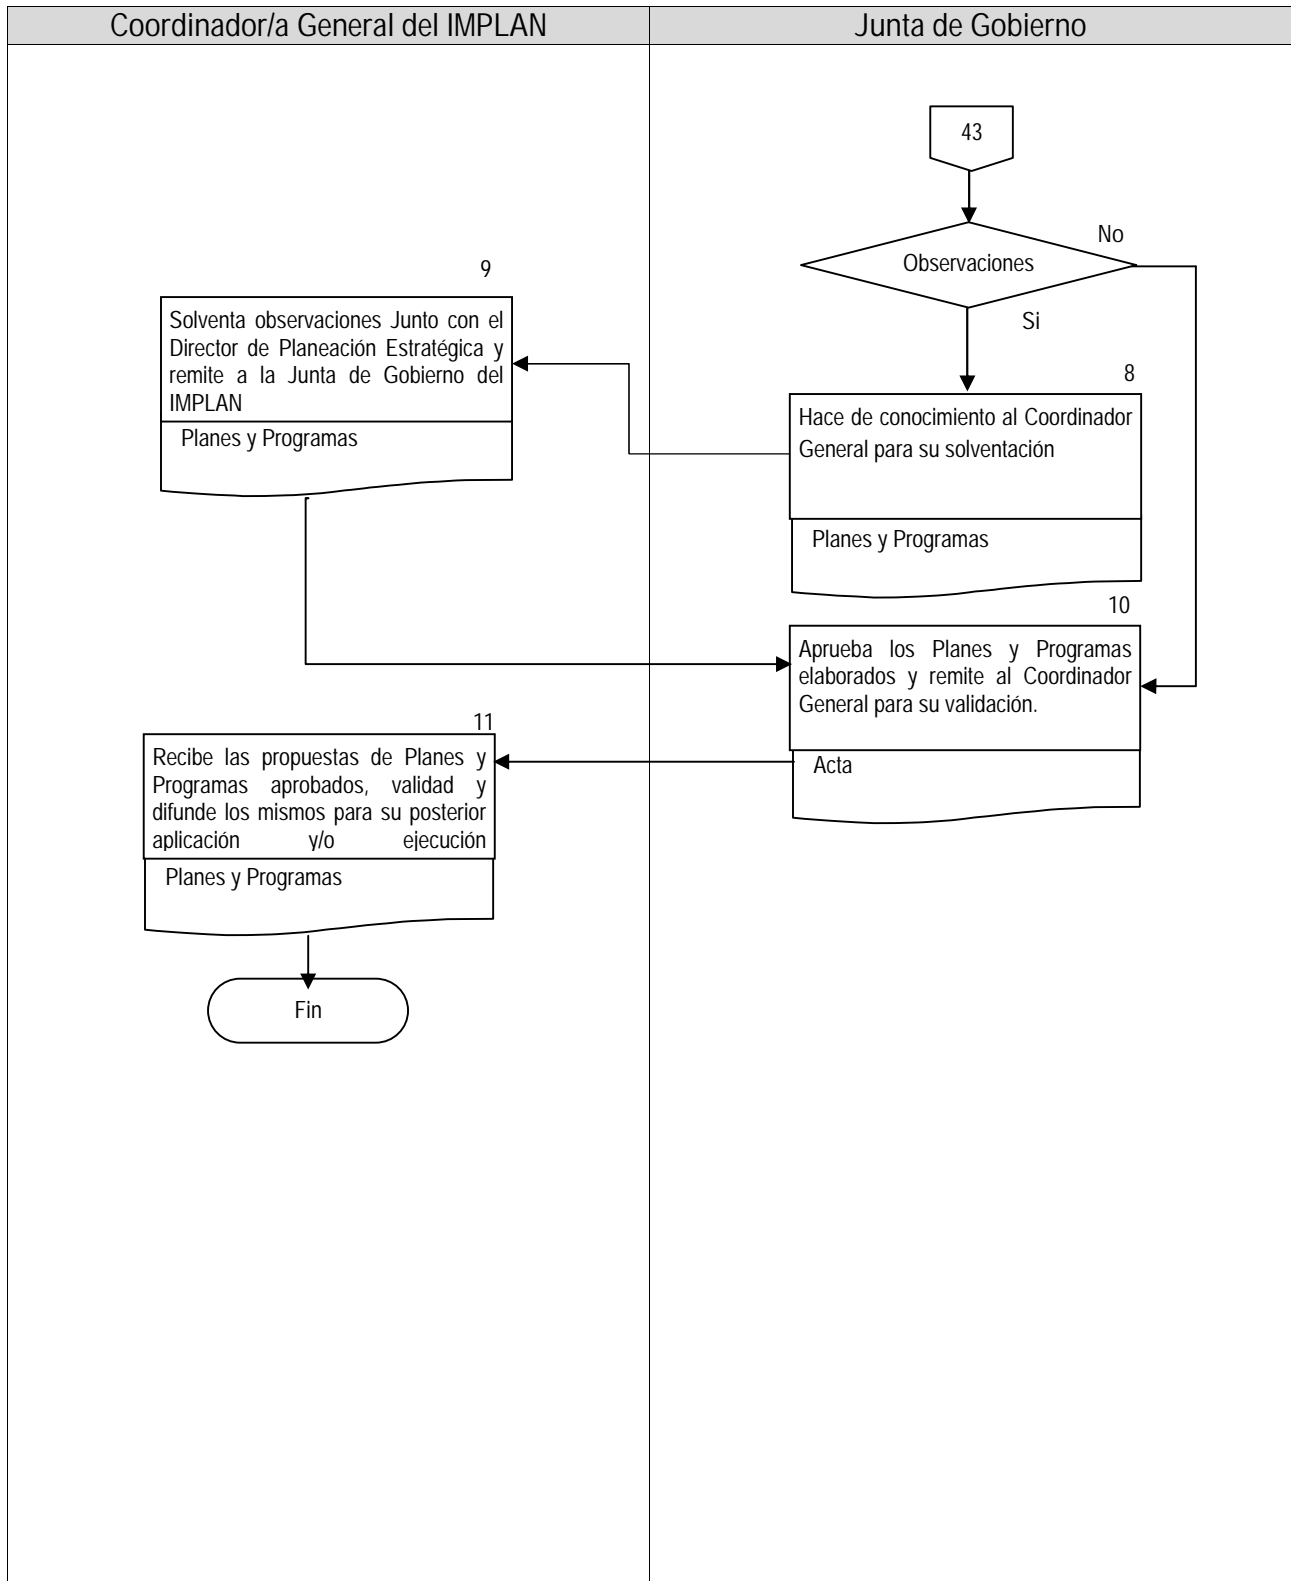 Coordinador/a General del IMPLAN
Junta de Gobierno
43
Observaciones
No
Si
8
Hace de conocimiento al Coordinador
General para su solventación
Planes y Programas
9
Solventa observaciones Junto con el
Director de Planeación Estratégica y
remite a la Junta de Gobierno del
IMPLAN
Planes y Programas
10
Aprueba los Planes y Programas
elaborados y remite al Coordinador
General para su validación.
Acta
11
Recibe las propuestas de Planes y
Programas aprobados, validad y
difunde los mismos para su posterior
aplicación y/o ejecución
Planes y Programas
Fin